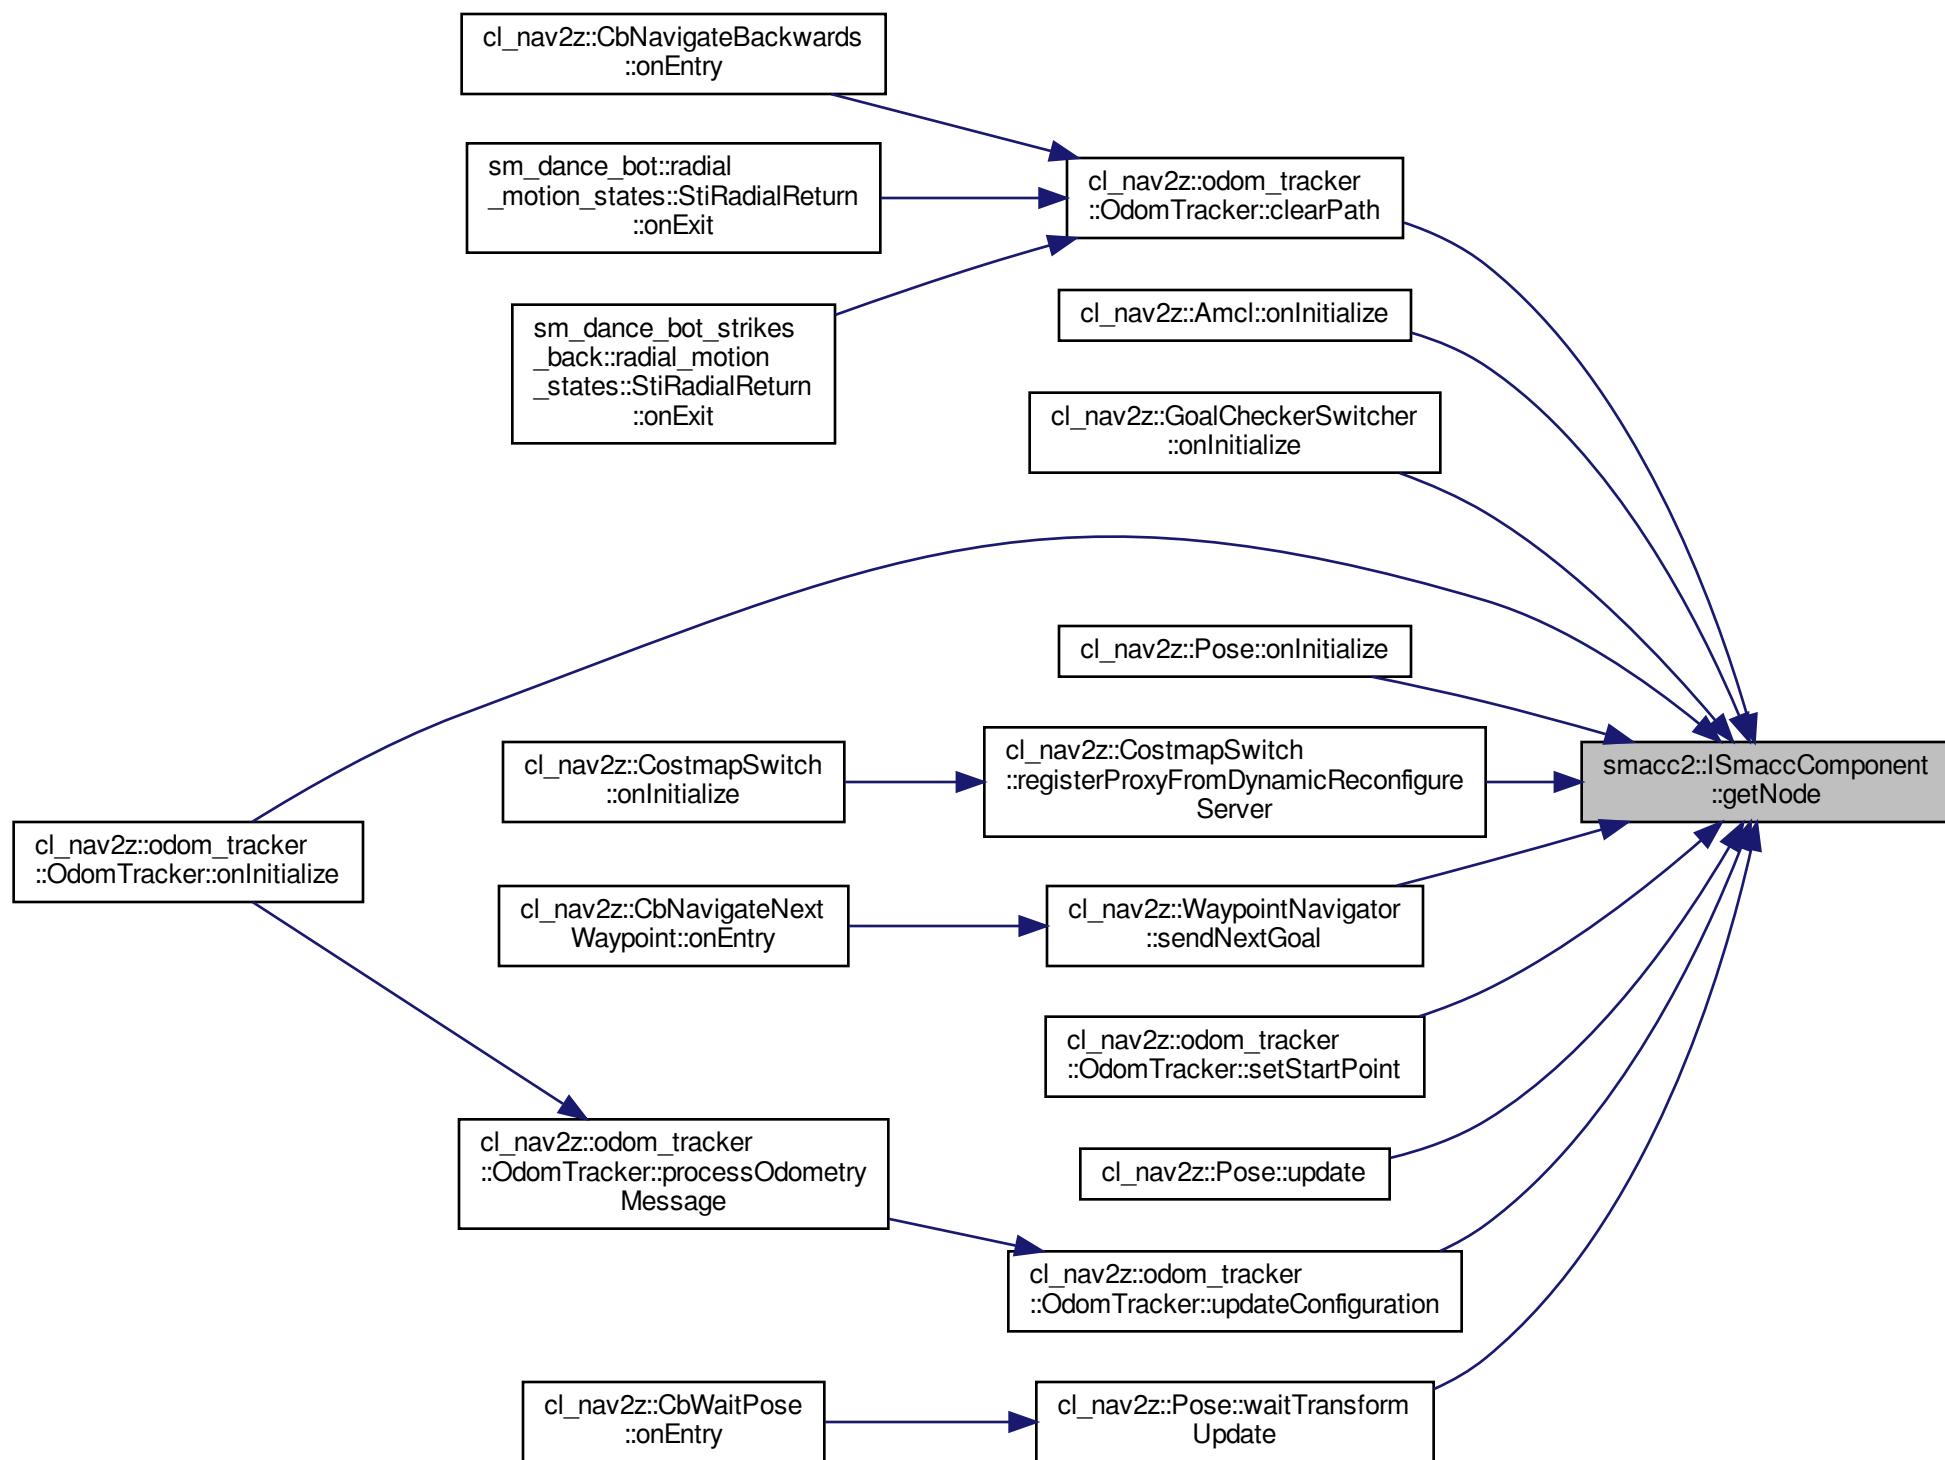 cl_nav2z::CbNavigateBackwards
::onEntry
sm_dance_bot::radial
_motion_states::StiRadialReturn
::onExit
cl_nav2z::odom_tracker
::OdomTracker::clearPath
sm_dance_bot_strikes
_back::radial_motion
_states::StiRadialReturn
::onExit
cl_nav2z::Amcl::onInitialize
cl_nav2z::GoalCheckerSwitcher
::onInitialize
cl_nav2z::Pose::onInitialize
cl_nav2z::CostmapSwitch
::onInitialize
cl_nav2z::CostmapSwitch
::registerProxyFromDynamicReconfigure
Server
smacc2::ISmaccComponent
::getNode
cl_nav2z::odom_tracker
::OdomTracker::onInitialize
cl_nav2z::CbNavigateNext
Waypoint::onEntry
cl_nav2z::WaypointNavigator
::sendNextGoal
cl_nav2z::odom_tracker
::OdomTracker::setStartPoint
cl_nav2z::odom_tracker
::OdomTracker::processOdometry
Message
cl_nav2z::Pose::update
cl_nav2z::odom_tracker
::OdomTracker::updateConfiguration
cl_nav2z::CbWaitPose
::onEntry
cl_nav2z::Pose::waitTransform
Update